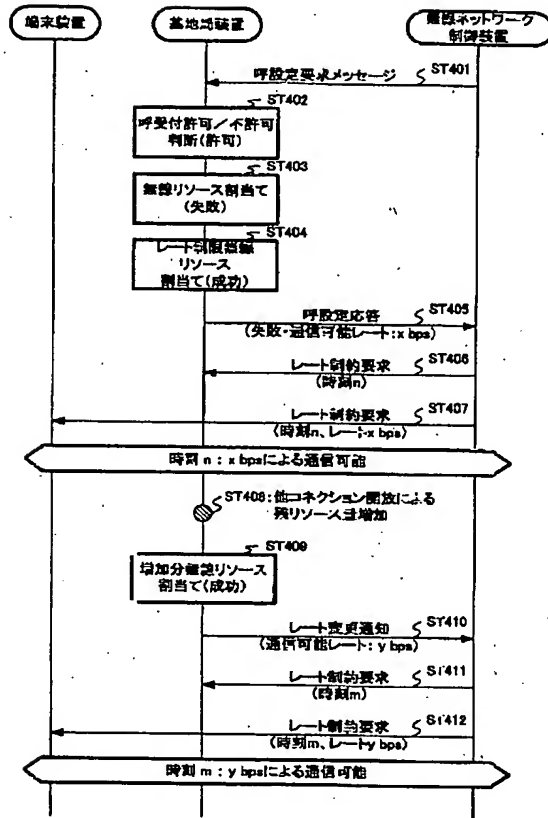 端末装置
基地局装置
無線ネットワーク
制御装置
呼設定要求メッセージ
ST401
ST402
呼受付許可／不許可
判断(許可)
ST403
無線リソース割当て
(失敗)
ST404
レート制限無線
リソース
割当て(成功)
呼設定応答
ST405
(失敗・通信可能レート:x bps)
レート制約要求
ST406
(時刻n)
レート制約要求
ST407
(時刻n、レートx bps)
時刻 n : x bpsによる通信可能
ST408:他コネクション開放による
残リソース量増加
ST409
増加分無線リソース
割当て(成功)
レート変更通知
ST410
(通信可能レート: y bps)
レート制約要求
ST411
(時刻m)
レート制約要求
ST412
(時刻m、レートy bps)
時刻 m : y bpsによる通信可能